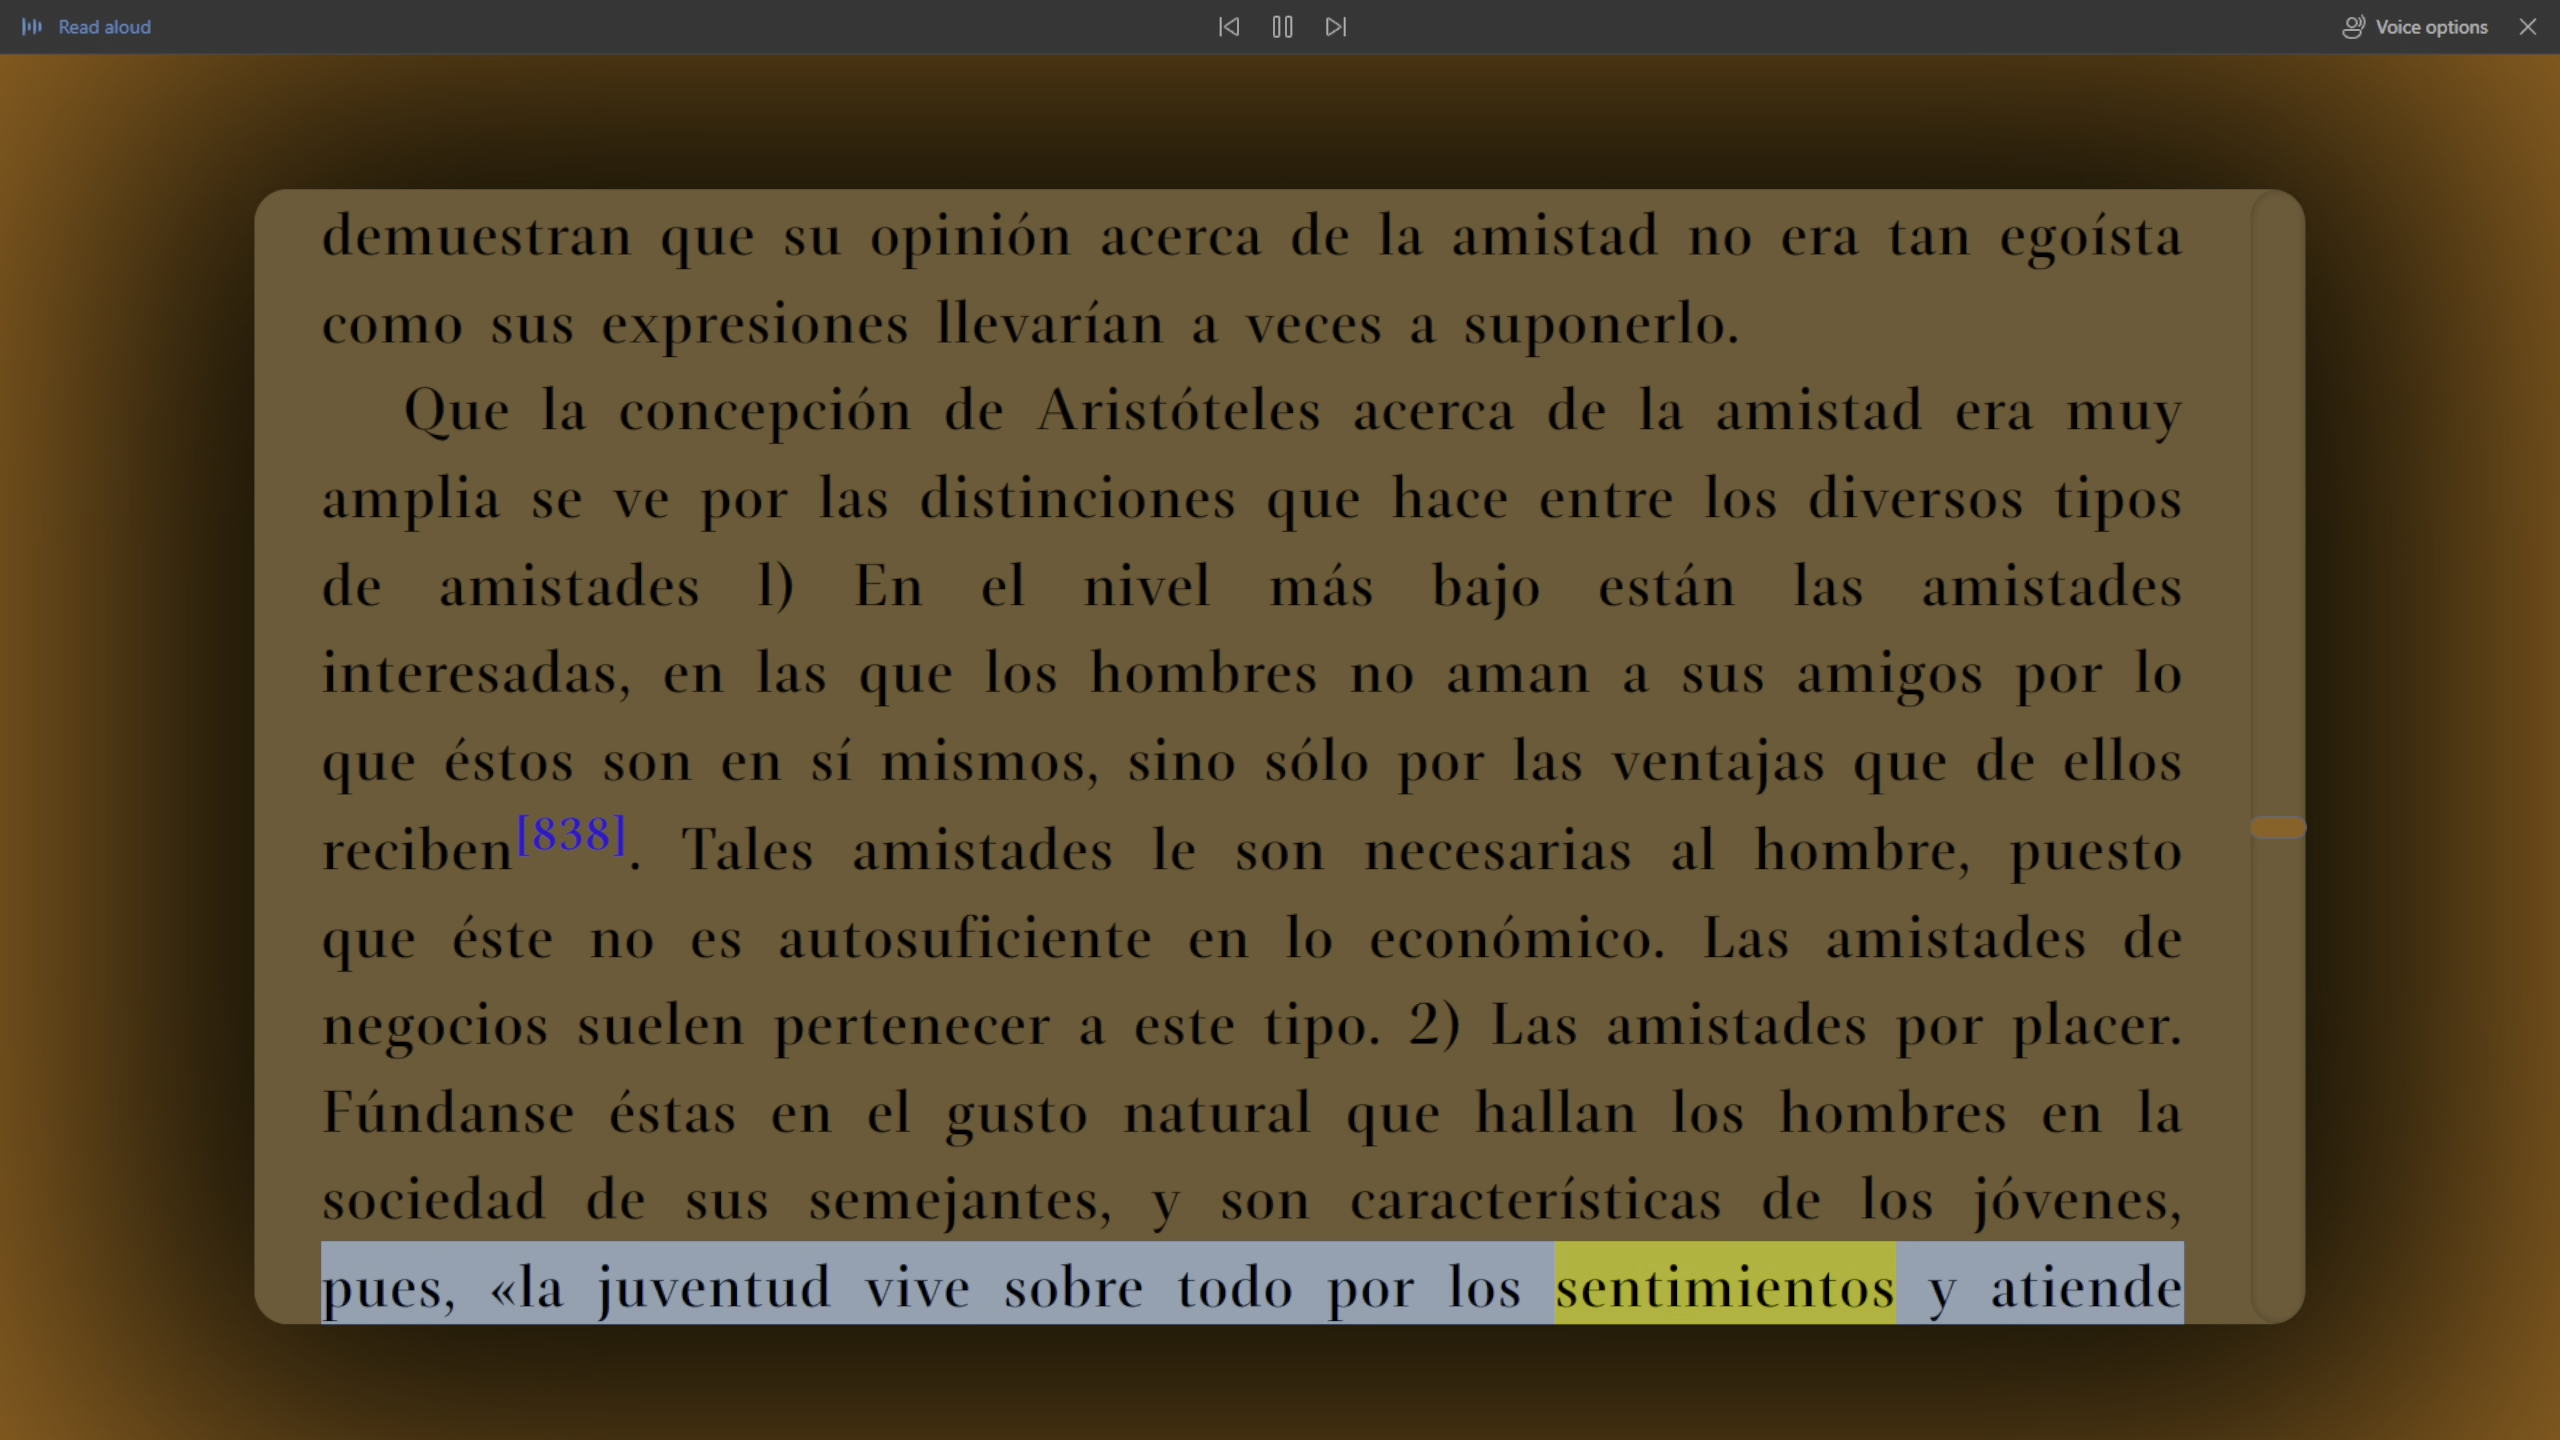 Read aloud
Voice options
demuestran que su opinión acerca de la amistad no era tan egoísta
como sus expresiones llevarían a veces a suponerlo.
Que la concepción de Aristóteles acerca de la amistad era muy
amplia se ve por las distinciones que hace entre los diversos tipos
de amistades l) En el nivel más bajo están las amistades
interesadas, en las que los hombres no aman a sus amigos por lo
que éstos son en sí mismos, sino sólo por las ventajas que de ellos
reciben[838]. Tales amistades le son necesarias al hombre, puesto
que éste no es autosuficiente en lo económico. Las amistades de
negocios suelen pertenecer a este tipo. 2) Las amistades por placer.
Fúndanse éstas en el gusto natural que hallan los hombres en la
sociedad de sus semejantes, y son características de los jóvenes,
pues, «la juventud vive sobre todo por los sentimientos y atiende